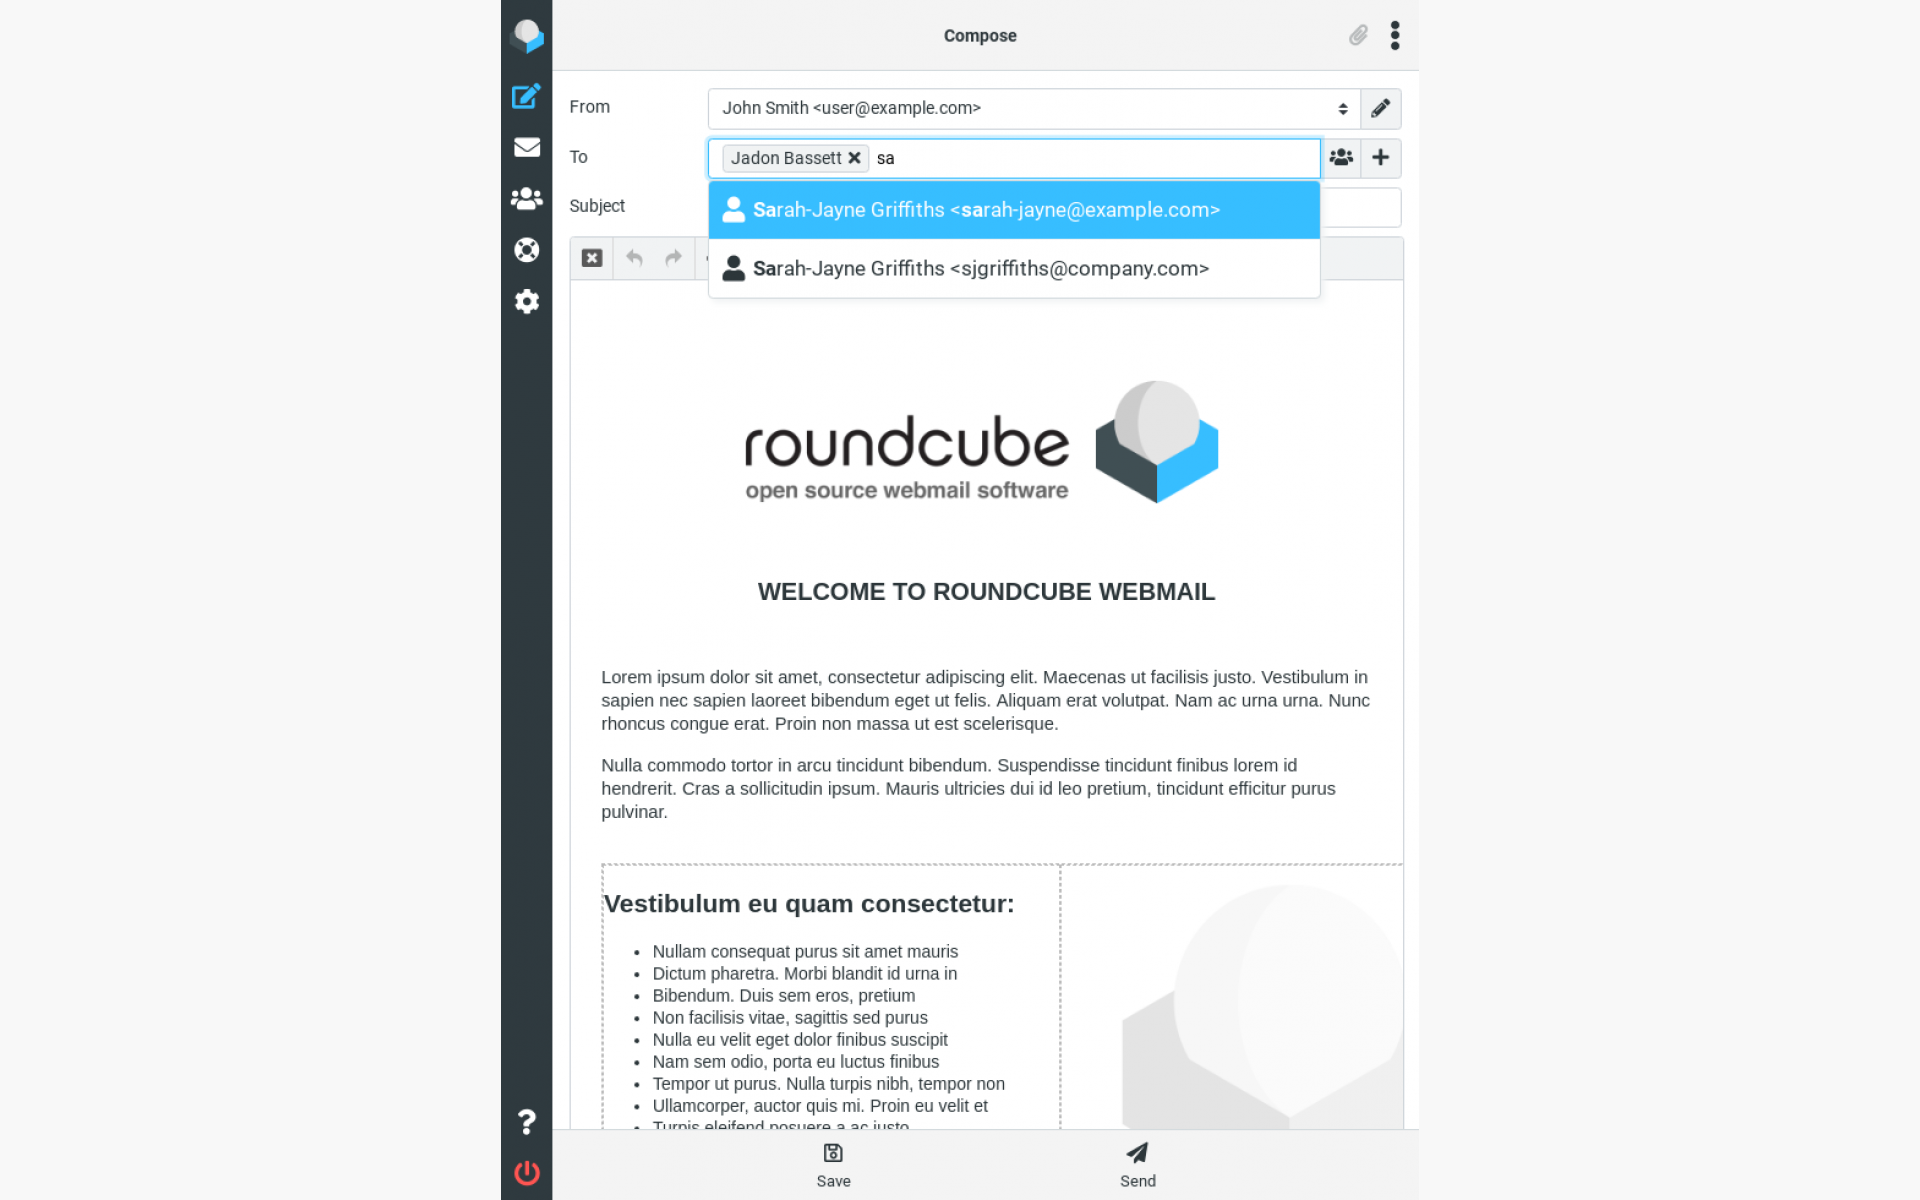 Compose
From
John Smith <user@example.com>
To
Jadon Bassett sa
Subject
Sarah-Jayne Griffiths <sarah-jayne@example.com>
Sarah-Jayne Griffiths <sjgriffiths@company.com>
roundcube
open source webmail software
WELCOME TO ROUNDCUBE WEBMAIL
Lorem ipsum dolor sit amet, consectetur adipiscing elit. Maecenas ut facilisis justo. Vestibulum in
sapien nec sapien laoreet bibendum eget ut felis. Aliquam erat volutpat. Nam ac urna urna. Nunc
rhoncus congue erat. Proin non massa ut est scelerisque.
Nulla commodo tortor in arcu tincidunt bibendum. Suspendisse tincidunt finibus lorem id
hendrerit. Cras a sollicitudin ipsum. Mauris ultricies dui id leo pretium, tincidunt efficitur purus
pulvinar.
Vestibulum eu quam consectetur:
• Nullam consequat purus sit amet mauris
• Dictum pharetra. Morbi blandit id urna in
• Bibendum. Duis sem eros, pretium
• Non facilisis vitae, sagittis sed purus
• Nulla eu velit eget dolor finibus suscipit
• Nam sem odio, porta eu luctus finibus
• Tempor ut purus. Nulla turpis nibh, tempor non
• Ullamcorper, auctor quis mi. Proin eu velit et
• Turpis eleifend posuere a ac justo
Save
Send